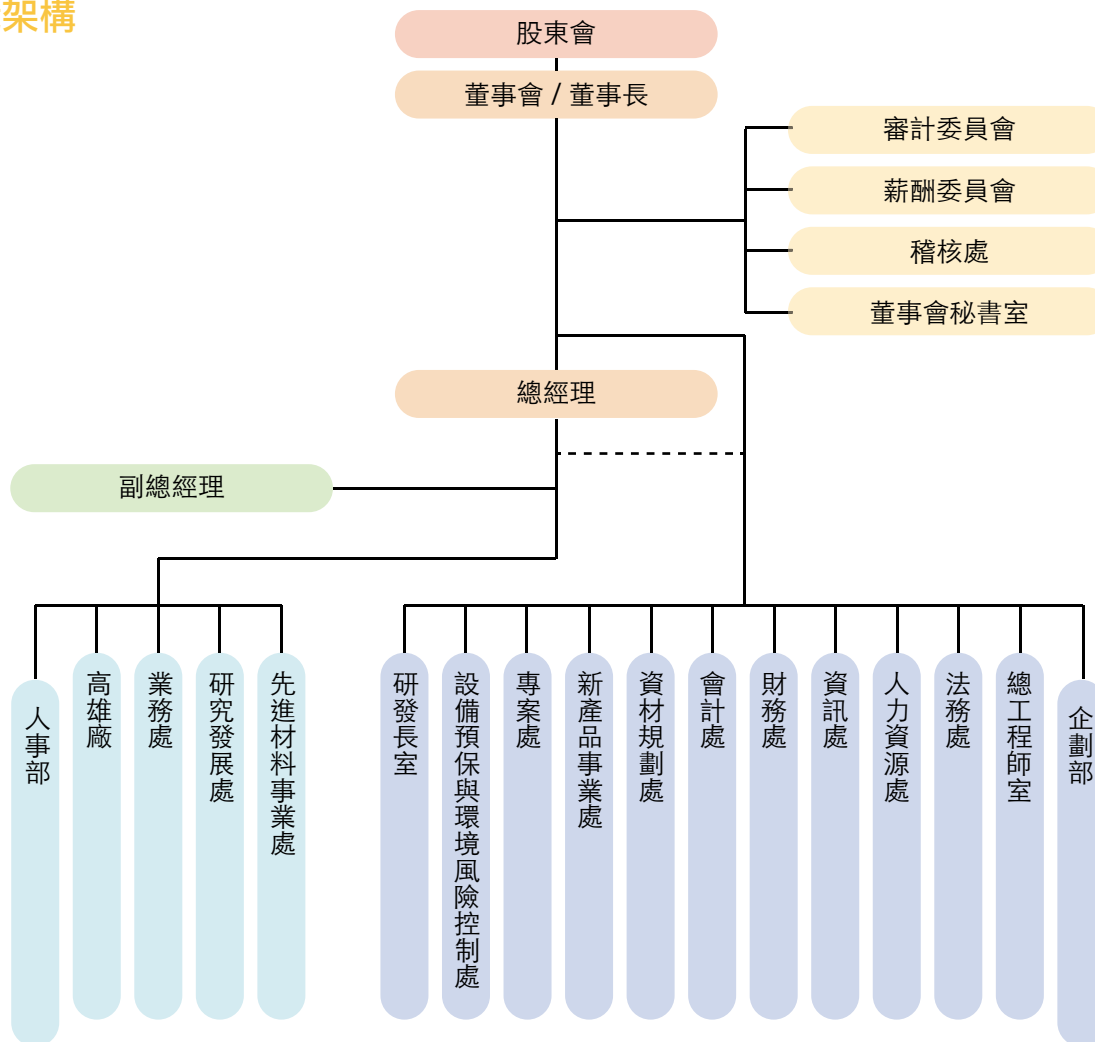 架構
股東會
董事會 / 董事長
審計委員會
薪酬委員會
稽核處
董事會秘書室
總經理
副總經理
人事部
高雄廠
業務處
研究發展處
先進材料事業處
研發長室
設備預保與環境風險控制處
專案處
新產品事業處
資材規劃處
會計處
財務處
資訊處
人力資源處
法務處
總工程師室
企劃部